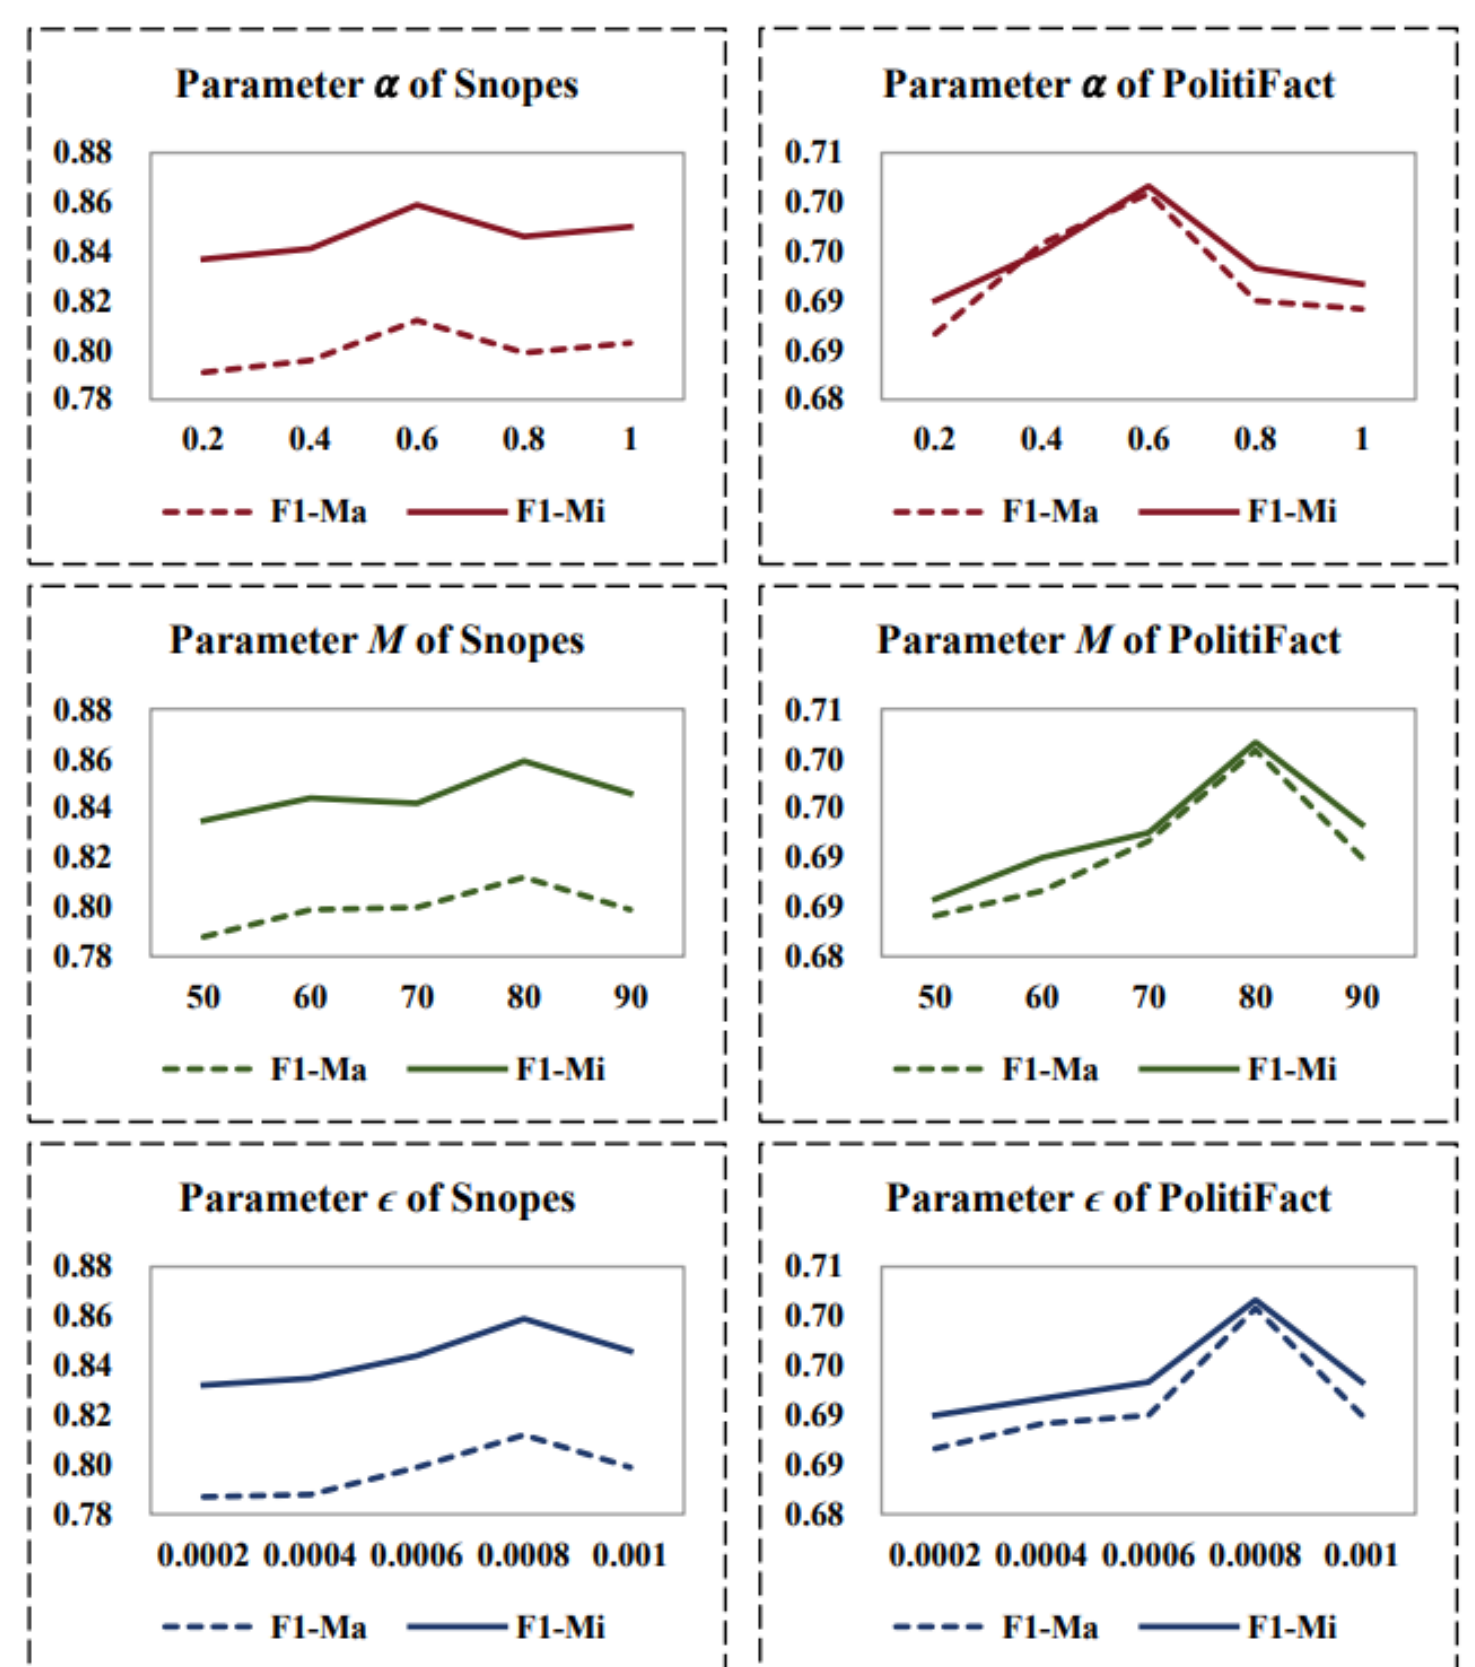 Parameter α of Snopes
0.88
0.86
0.84
0.82
0.80
0.78
0.2 0.4 0.6 0.8 1
F1-Ma F1-Mi
Parameter α of PolitiFact
0.71
0.70
0.70
0.69
0.69
0.68
0.2 0.4 0.6 0.8 1
F1-Ma F1-Mi
Parameter M of Snopes
0.88
0.86
0.84
0.82
0.80
0.78
50 60 70 80 90
F1-Ma F1-Mi
Parameter M of PolitiFact
0.71
0.70
0.70
0.69
0.69
0.68
50 60 70 80 90
F1-Ma F1-Mi
Parameter ϵ of Snopes
0.88
0.86
0.84
0.82
0.80
0.78
0.0002 0.0004 0.0006 0.0008 0.001
F1-Ma F1-Mi
Parameter ϵ of PolitiFact
0.71
0.70
0.70
0.69
0.69
0.68
0.0002 0.0004 0.0006 0.0008 0.001
F1-Ma F1-Mi